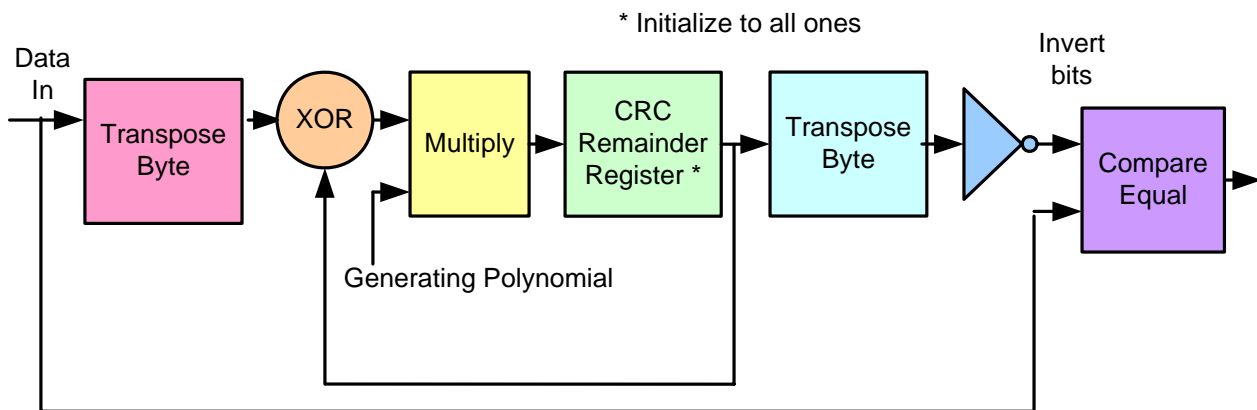 * Initialize to all ones
Data
In
Invert
bits
Transpose
Byte
XOR
Multiply
CRC
Remainder
Register *
Transpose
Byte
Compare
Equal
Generating Polynomial